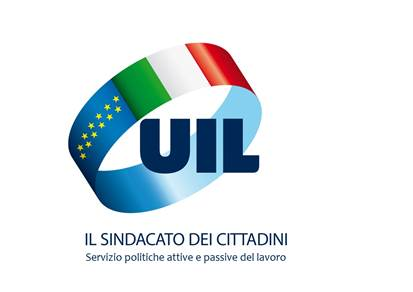 UIL
IL SINDACATO DEI CITTADINI
Servizio politiche attive e passive del lavoro